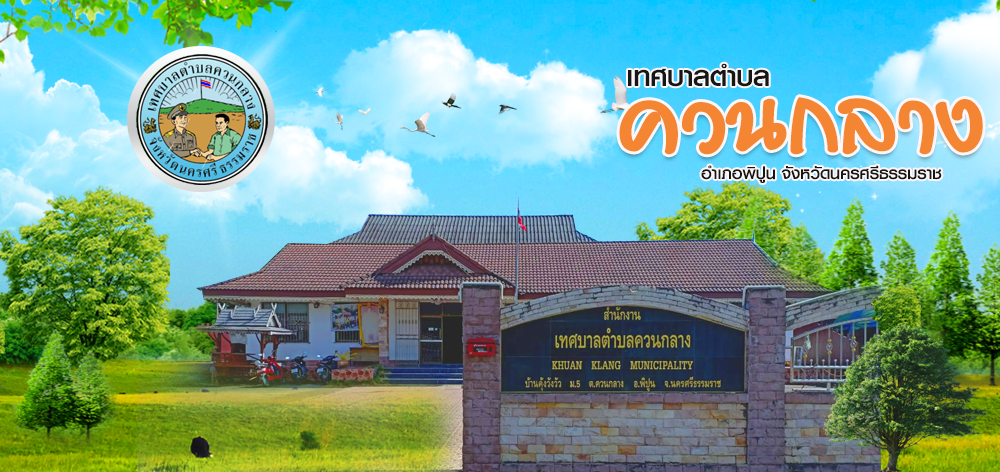 เทศบาลตำบลควนกลาง
จังหวัดนครศรีธรรมราช
เทศบาลตำบล
ควนกลาง
อำเภอพิปูน จังหวัดนครศรีธรรมราช
สำนักงาน
เทศบาลตำบลควนกลาง
KHUAN KLANG MUNICIPALITY
บ้านคุ้งวังวัว ม.5 ต.ควนกลาง อ.พิปูน จ.นครศรีธรรมราช